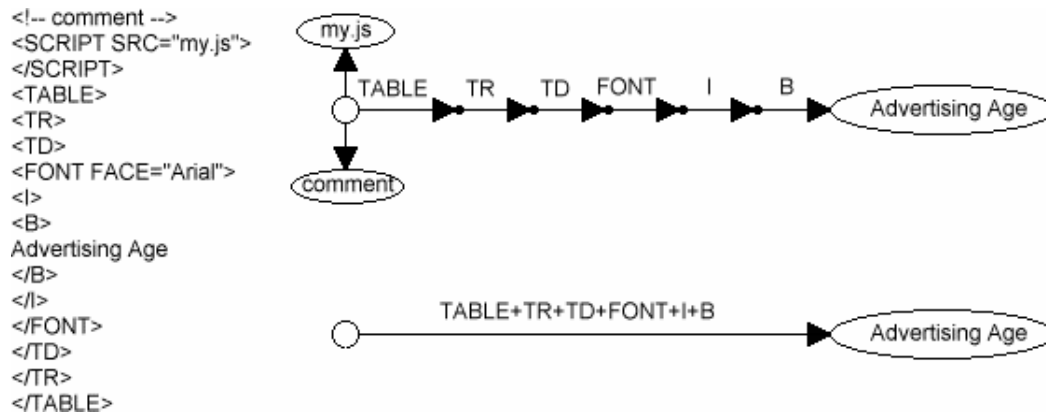 <!-- comment -->
<SCRIPT SRC="my.js">
</SCRIPT>
<TABLE>
<TR>
<TD>
<FONT FACE="Arial">
<I>
<B>
Advertising Age
</B>
</I>
</FONT>
</TD>
</TR>
</TABLE>
my.js
TABLE TR TD FONT I B
Advertising Age
comment
TABLE+TR+TD+FONT+I+B
Advertising Age